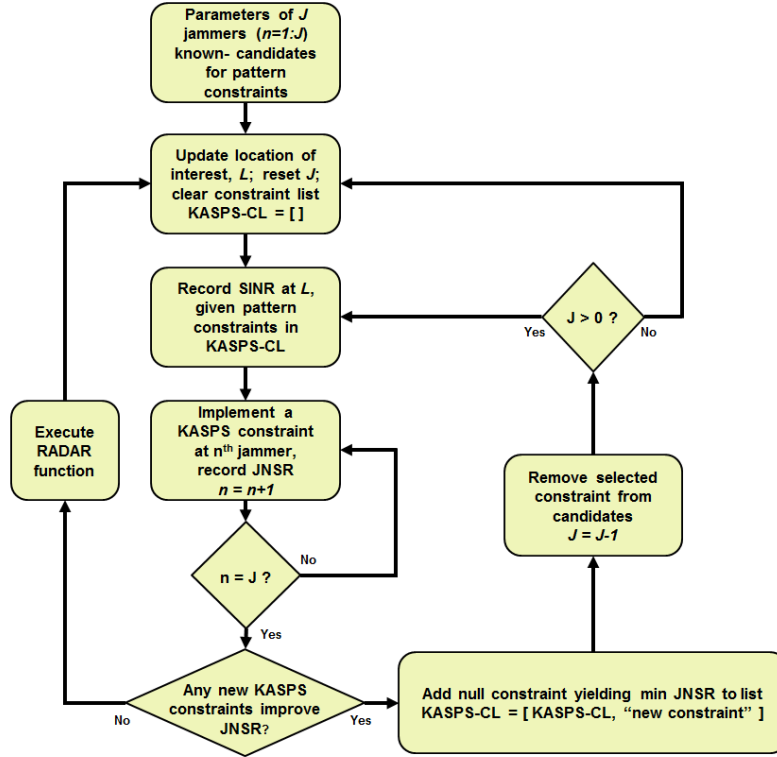 Parameters of J
jammers (n=1:J)
known- candidates
for pattern
constraints
Update location of
interest, L; reset J;
clear constraint list
KASPS-CL = [ ]
Record SINR at L,
given pattern
constraints in
KASPS-CL
J > 0 ?
Yes
No
Implement a
KASPS constraint
at nth jammer,
record JNSR
n = n+1
Execute
RADAR
function
Remove selected
constraint from
candidates
J = J-1
n = J ?
No
Yes
Any new KASPS
constraints improve
JNSR?
No
Yes
Add null constraint yielding min JNSR to list
KASPS-CL = [ KASPS-CL, “new constraint” ]